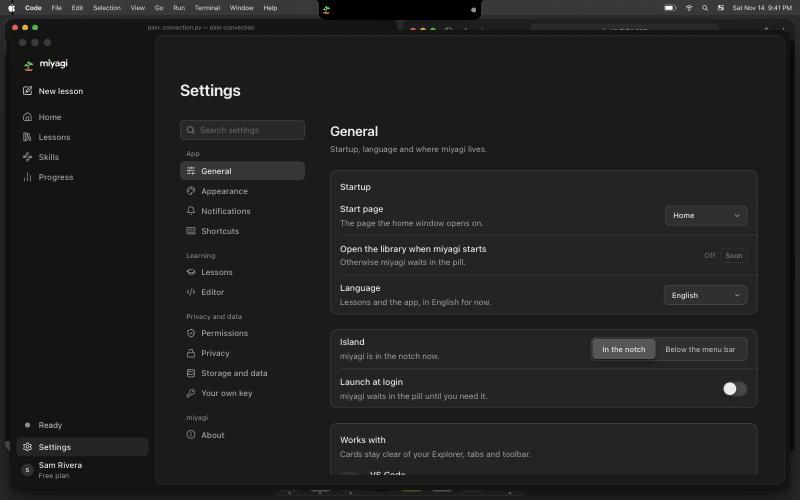 Code File Edit Selection View Go Run Terminal Window Help
Sat Nov 14 9:41 PM
pinn_convection.py — pinn-convection
miyagi
New lesson
Home
Lessons
Skills
Progress
Ready
Settings
S
Sam Rivera
Free plan
Settings
Search settings
App
General
Appearance
Notifications
Shortcuts
Learning
Lessons
Editor
Privacy and data
Permissions
Privacy
Storage and data
Your own key
miyagi
About
General
Startup, language and where miyagi lives.
Startup
Start page
The page the home window opens on.
Home
Open the library when miyagi starts
Otherwise miyagi waits in the pill.
Off Soon
Language
Lessons and the app, in English for now.
English
Island
miyagi is in the notch now.
In the notch Below the menu bar
Launch at login
miyagi waits in the pill until you need it.
Works with
Cards stay clear of your Explorer, tabs and toolbar.
VS Code